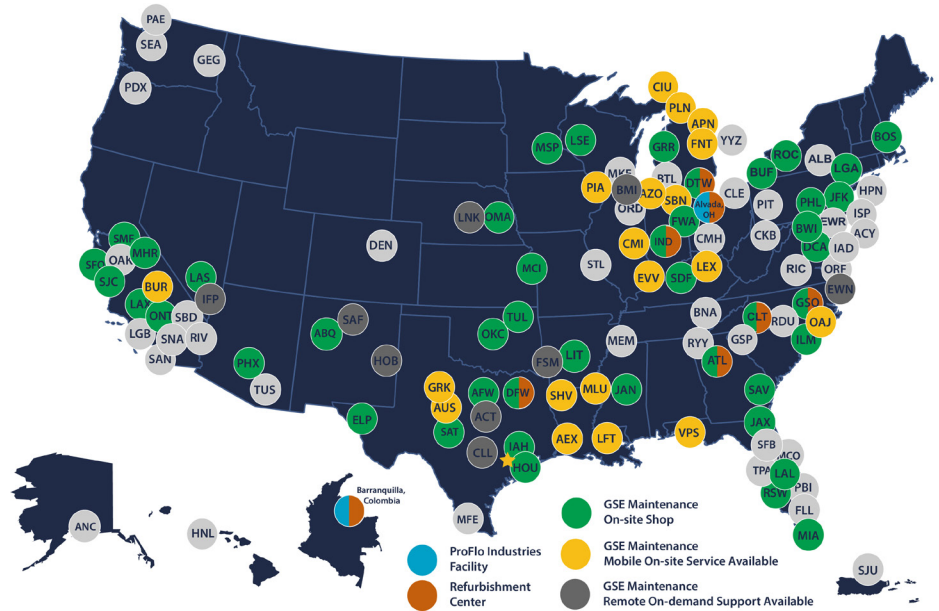 PAE
SEA
GEG
PDX
CIU
PLN
APN
FNT
YYZ
MSP
LSE
GRR
BOS
ROC
ALB
LGA
BUF
MKE
BTL
DTW
CLE
PIA
BMI
AZO
SBN
HPN
PHL
JFK
PIT
ORD
Alvada,
OH
LNK
OMA
FWA
EWR
ISP
BWI
ACY
CKB
SMF
DEN
CMI
IND
CMH
DCA
IAD
OAK
MHR
SFO
STL
MCI
EVV
SDF
LEX
RIC
ORF
SJC
LAS
BUR
IFP
EWN
LAX
ONT
SBD
GSO
SAF
TUL
BNA
CLT
RDU
OAJ
LGB
SNA
RIV
ABQ
OKC
MEM
RYY
GSP
ILM
SAN
PHX
HOB
FSM
LIT
ATL
TUS
GRK
AFW
DFW
SHV
MLU
JAN
SAV
AUS
ACT
ELP
SAT
JAX
CLL
IAH
AEX
LFT
VPS
SFB
HOU
MCO
TPA
LAL
RSW
PBI
Barranquilla,
Colombia
MFE
FLL
ANC
HNL
MIA
SJU
GSE Maintenance
On-site Shop
ProFlo Industries
Facility
GSE Maintenance
Mobile On-site Service Available
Refurbishment
Center
GSE Maintenance
Remote On-demand Support Available